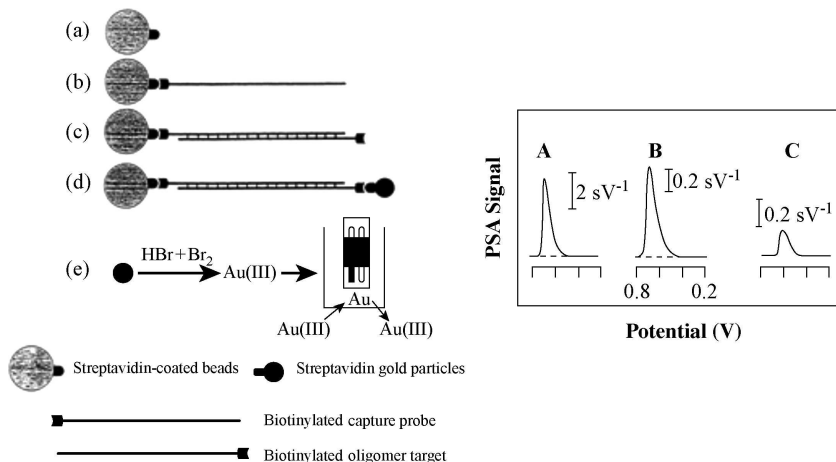 (a)
(b)
(c)
(d)
(e)
HBr+Br₂
Au(III)
Au
Au(III)
Au(III)
Streptavidin-coated beads
Streptavidin gold particles
Biotinylated capture probe
Biotinylated oligomer target
PSA Signal
A
B
C
2 sV⁻¹
0.2 sV⁻¹
0.2 sV⁻¹
0.8
0.2
Potential (V)